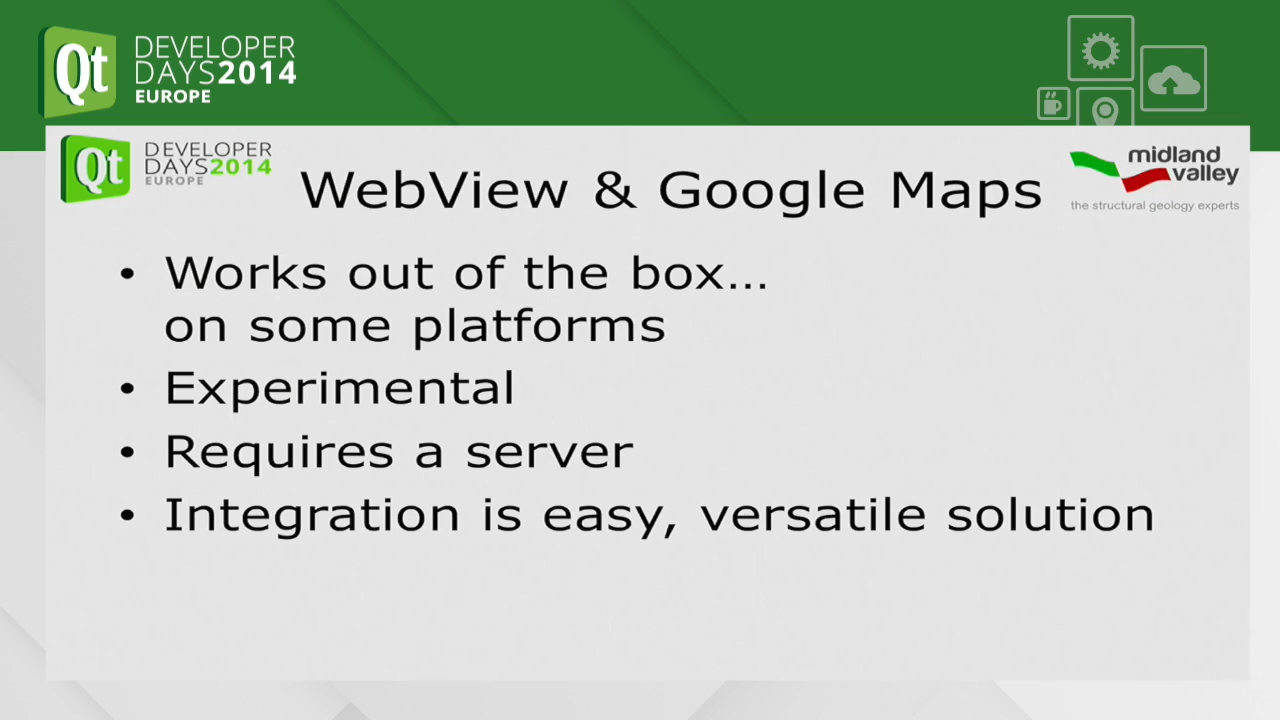 Qt DEVELOPER
DAYS2014
EUROPE
Qt DEVELOPER
DAYS2014
EUROPE
WebView & Google Maps
midland
valley
the structural geology experts
• Works out of the box...
on some platforms
• Experimental
• Requires a server
• Integration is easy, versatile solution